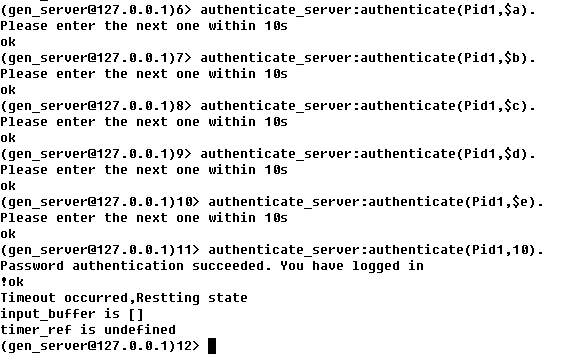 (gen_server@127.0.0.1)6> authenticate_server:authenticate(Pid1,$a).
Please enter the next one within 10s
ok
(gen_server@127.0.0.1)7> authenticate_server:authenticate(Pid1,$b).
Please enter the next one within 10s
ok
(gen_server@127.0.0.1)8> authenticate_server:authenticate(Pid1,$c).
Please enter the next one within 10s
ok
(gen_server@127.0.0.1)9> authenticate_server:authenticate(Pid1,$d).
Please enter the next one within 10s
ok
(gen_server@127.0.0.1)10> authenticate_server:authenticate(Pid1,$e).
Please enter the next one within 10s
ok
(gen_server@127.0.0.1)11> authenticate_server:authenticate(Pid1,10).
Password authentication succeeded. You have logged in
!ok
Timeout occurred,Restting state
input_buffer is []
timer_ref is undefined
(gen_server@127.0.0.1)12>